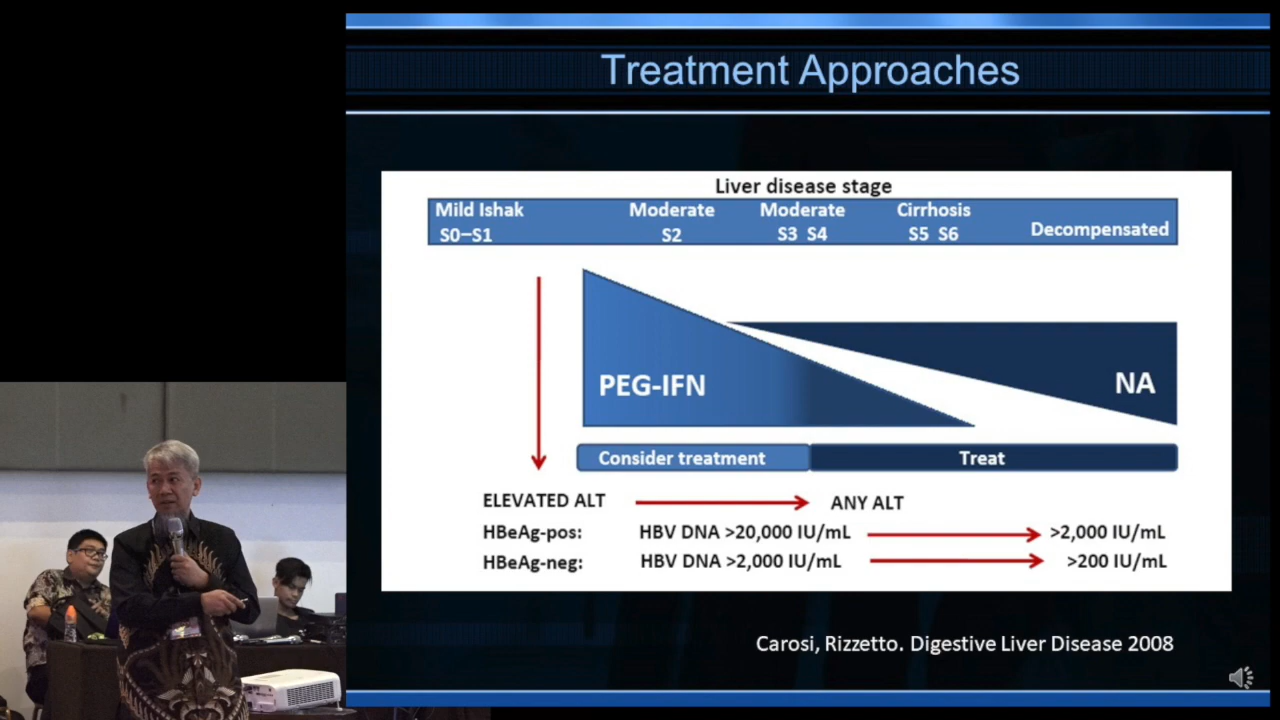 Treatment Approaches
Liver disease stage
Mild Ishak Moderate Moderate Cirrhosis
S0–S1 S2 S3 S4 S5 S6 Decompensated
PEG-IFN NA
Consider treatment Treat
ELEVATED ALT ANY ALT
HBeAg-pos: HBV DNA >20,000 IU/mL >2,000 IU/mL
HBeAg-neg: HBV DNA >2,000 IU/mL >200 IU/mL
Carosi, Rizzetto. Digestive Liver Disease 2008